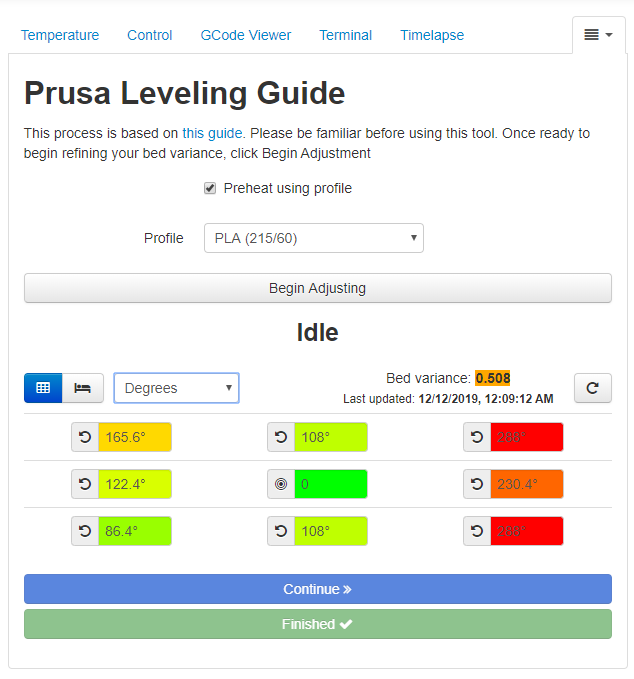 Temperature Control GCode Viewer Terminal Timelapse
Prusa Leveling Guide
This process is based on this guide. Please be familiar before using this tool. Once ready to
begin refining your bed variance, click Begin Adjustment
Preheat using profile
Profile PLA (215/60)
Begin Adjusting
Idle
Degrees
Bed variance: 0.508
Last updated: 12/12/2019, 12:09:12 AM
165.6° 108° 288°
122.4° 0 230.4°
86.4° 108° 288°
Continue
Finished